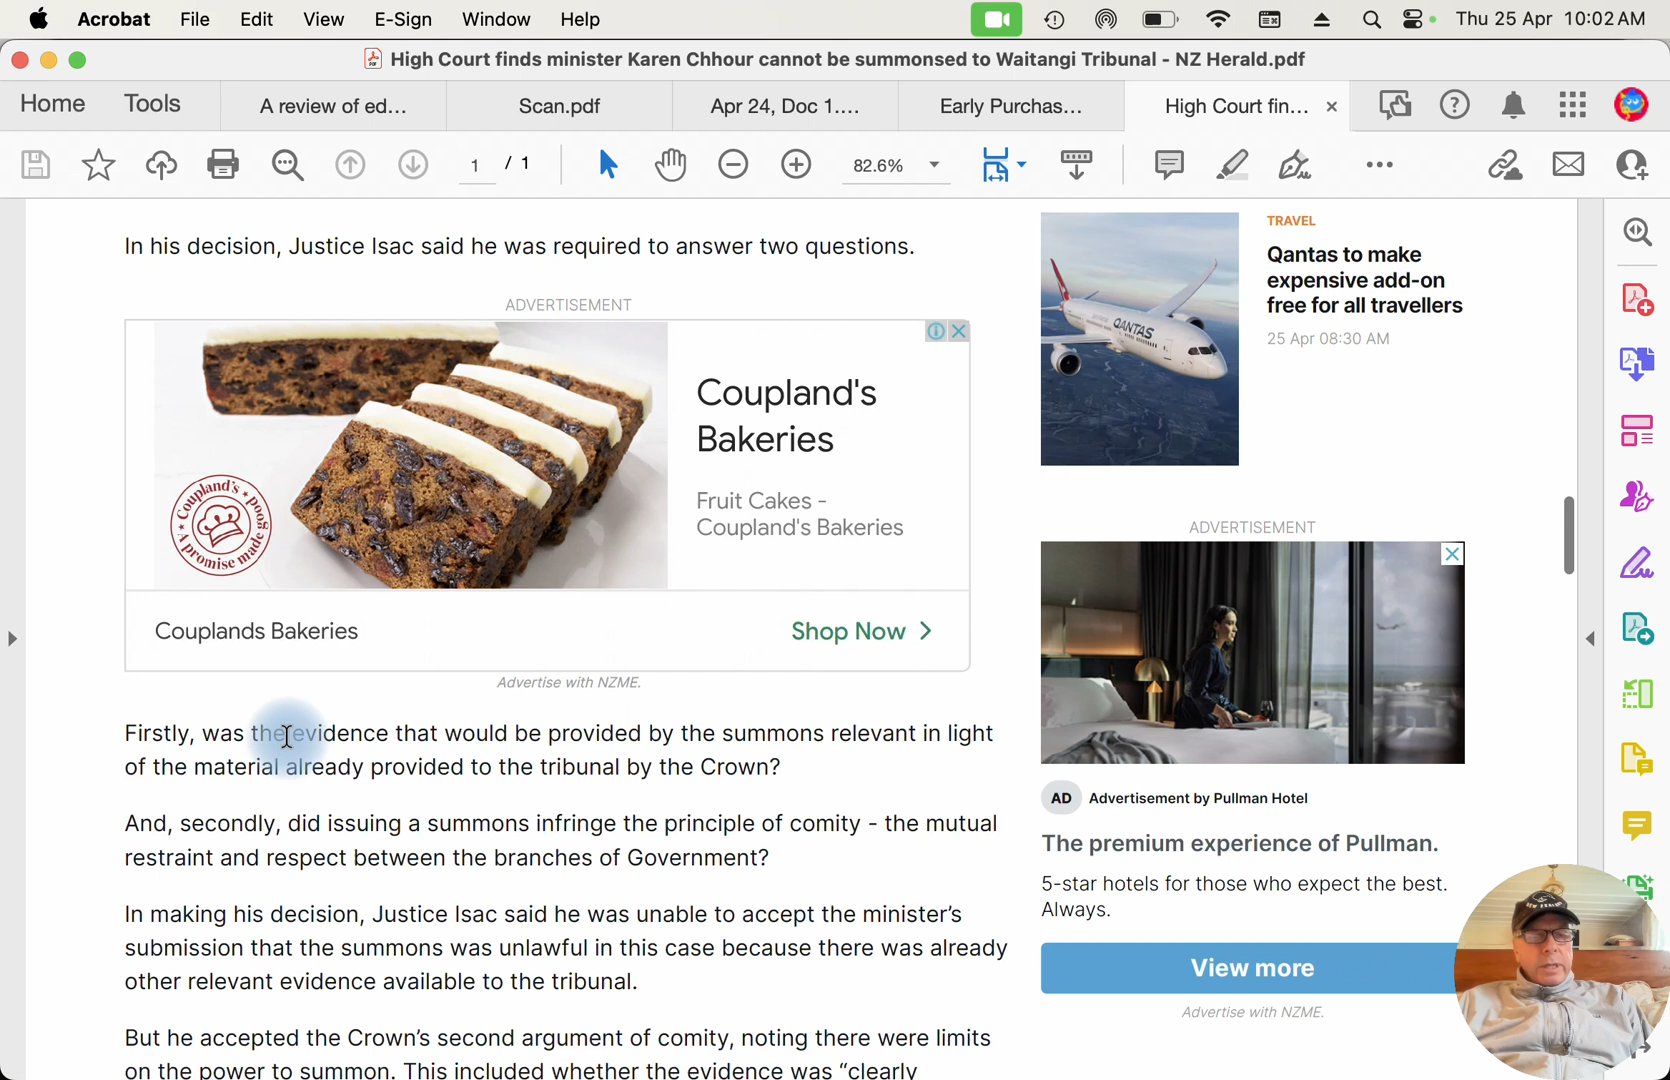 Acrobat File Edit View E-Sign Window Help Thu 25 Apr 10:02 AM
High Court finds minister Karen Chhour cannot be summonsed to Waitangi Tribunal - NZ Herald.pdf
Home Tools A review of ed... Scan.pdf Apr 24, Doc 1.... Early Purchas... High Court fin... ×
1 / 1 82.6%
In his decision, Justice Isac said he was required to answer two questions.
ADVERTISEMENT
Coupland's
Bakeries
Fruit Cakes -
Coupland's Bakeries
Coupland's
A promise made good
Couplands Bakeries Shop Now
Advertise with NZME.
Firstly, was the evidence that would be provided by the summons relevant in light
of the material already provided to the tribunal by the Crown?
And, secondly, did issuing a summons infringe the principle of comity - the mutual
restraint and respect between the branches of Government?
In making his decision, Justice Isac said he was unable to accept the minister's
submission that the summons was unlawful in this case because there was already
other relevant evidence available to the tribunal.
But he accepted the Crown's second argument of comity, noting there were limits
on the power to summon. This included whether the evidence was “clearly
TRAVEL
Qantas to make
expensive add-on
free for all travellers
25 Apr 08:30 AM
QANTAS
ADVERTISEMENT
AD Advertisement by Pullman Hotel
The premium experience of Pullman.
5-star hotels for those who expect the best.
Always.
View more
Advertise with NZME.
NEW ZEALAND